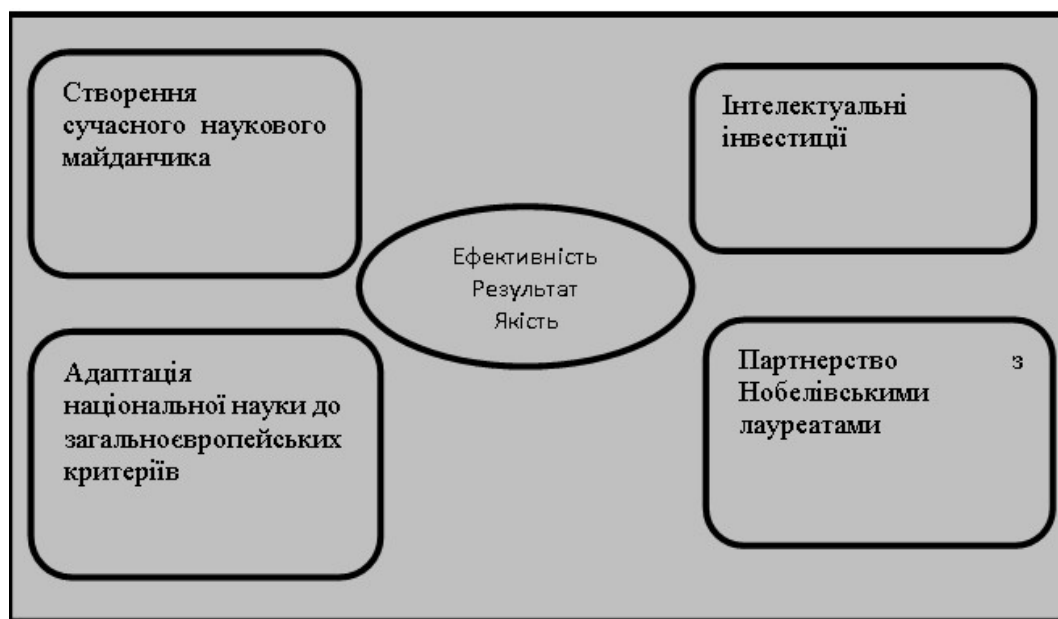 Створення
сучасного наукового
майданчика
Інтелектуальні
інвестиції
Ефективність
Результат
Якість
Адаптація
національної науки до
загальноєвропейських
критеріїв
Партнерство з
Нобелівськими
лауреатами